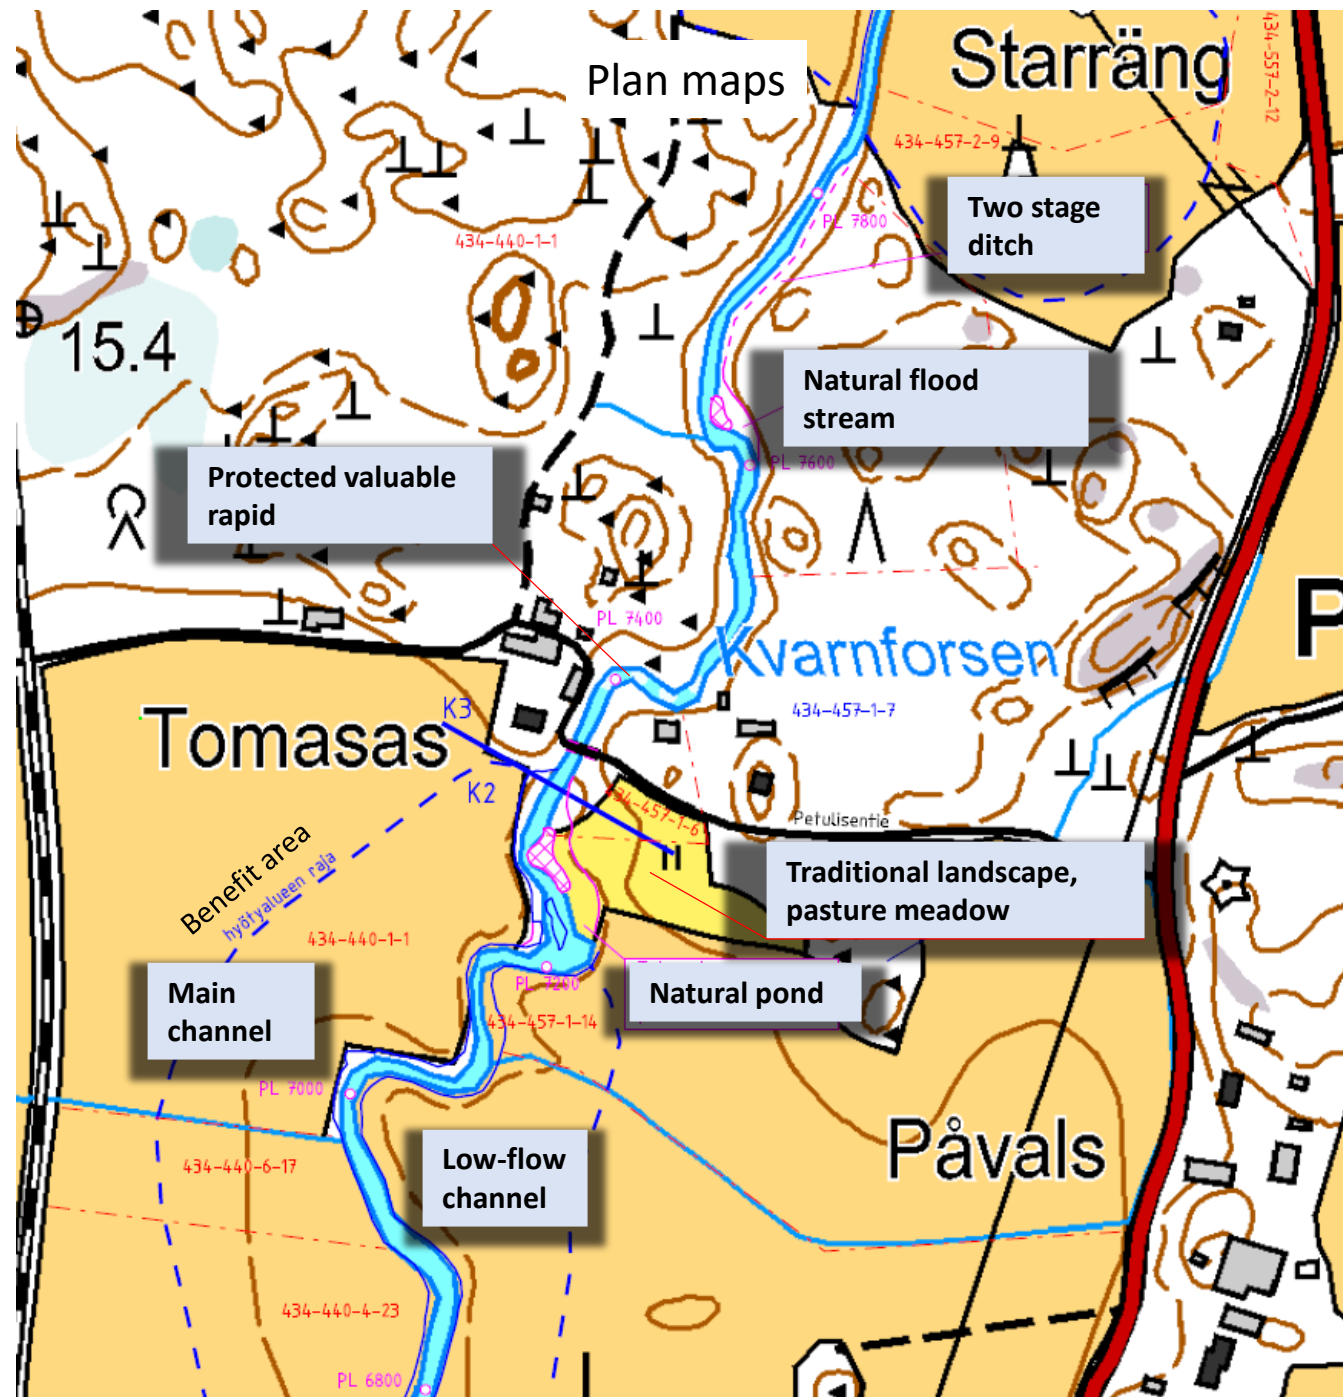 Plan maps
Starräng
434-557-2-12
434-457-2-9
Two stage
ditch
PL 7800
434-440-1-1
15.4
Natural flood
stream
PL 7600
Protected valuable
rapid
PL 7400
Kvarnforsen
P
434-457-1-7
K3
Tomasas
K2
434-457-1-6
Petulisentie
Benefit area
hyötyalueen raja
Traditional landscape,
pasture meadow
434-440-1-1
PL 7200
Natural pond
Main
channel
434-457-1-14
PL 7000
Påvals
Low-flow
channel
434-440-6-17
434-440-4-23
PL 6800